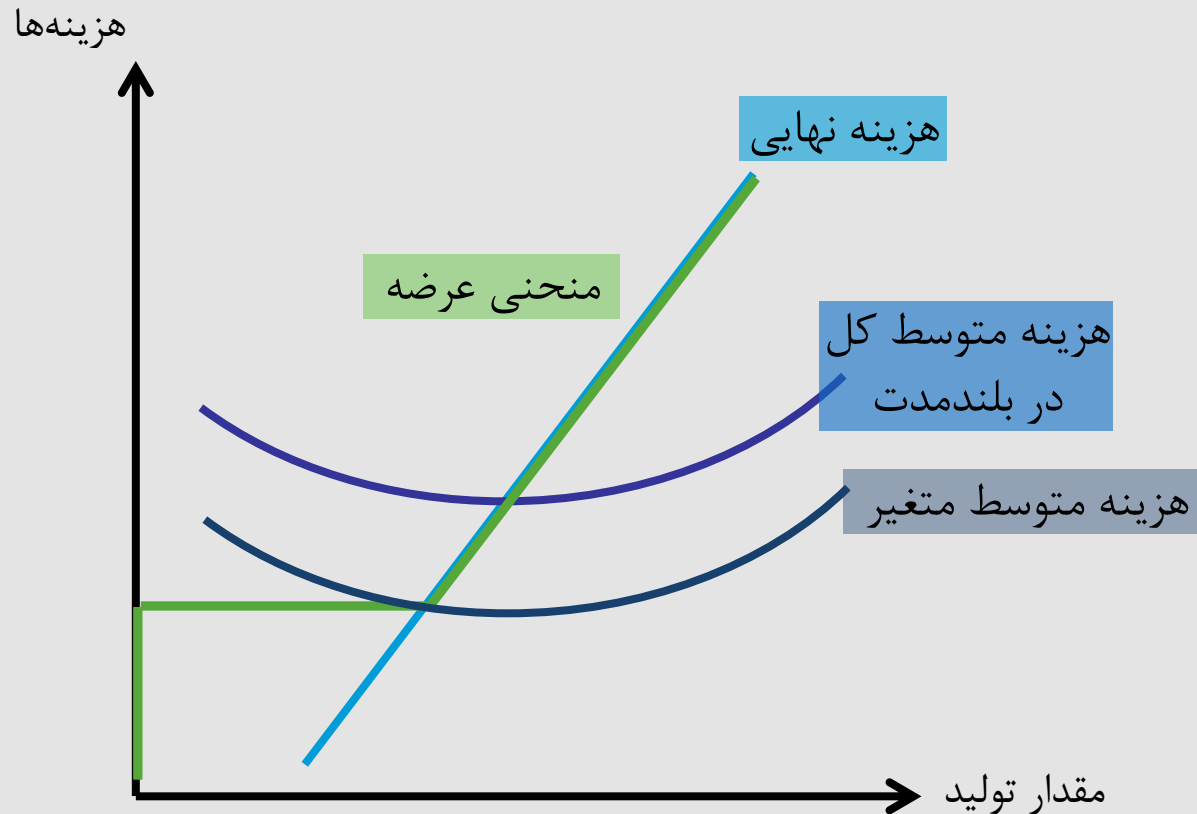 هزینه‌ها
هزینه نهایی
منحنی عرضه
هزینه متوسط کل
در بلندمدت
هزینه متوسط متغیر
مقدار تولید